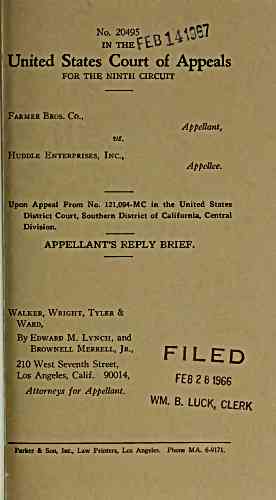 No. 20495
IN THE FEB 14 1967
United States Court of Appeals
FOR THE NINTH CIRCUIT
FARMER BROS. CO.,
Appellant,
vs.
HUDDLE ENTERPRISES, INC.,
Appellee.
Upon Appeal From No. 121,094-MC in the United States
District Court, Southern District of California, Central
Division.
APPELLANT'S REPLY BRIEF.
WALKER, WRIGHT, TYLER &
WARD,
By EDWARD M. LYNCH, and
BROWNELL MERRELL, JR.,
210 West Seventh Street,
Los Angeles, Calif. 90014,
Attorneys for Appellant.
FILED
FEB 28 1966
WM. B. LUCK, CLERK
Parker & Son, Inc., Law Printers, Los Angeles. Phone MA. 6-9171.